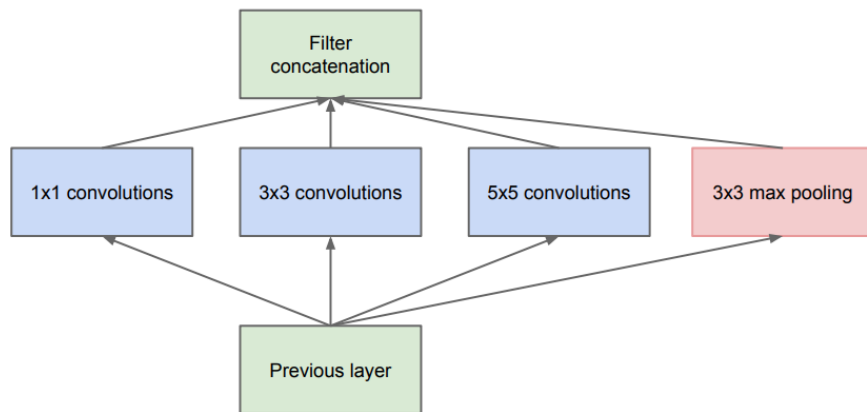 Filter
concatenation
1x1 convolutions
3x3 convolutions
5x5 convolutions
3x3 max pooling
Previous layer